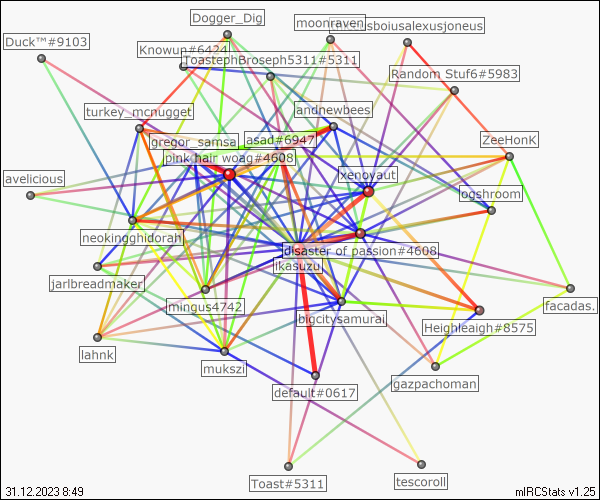 Dogger_Dig
moonraven
Duck™#9103
Knowun#6424
ToastephBroseph5311#5311
Random Stuf6#5983
turkey_mcnugget
andnewbees
gregor_samsa
asad#6947
ZeeHonK
pink hair woag#4608
xenoyaut
avelicious
ogshroom
neokingghidorah
disaster of passion#4608
ikasuzu
jarlbreadmaker
mingus4742
facadas.
bigcitysamurai
Heighleigh#8575
lahnk
mukszi
gazpachoman
default#0617
Toast#5311
tescoroll
31.12.2023 8:49
mIRCStats v1.25